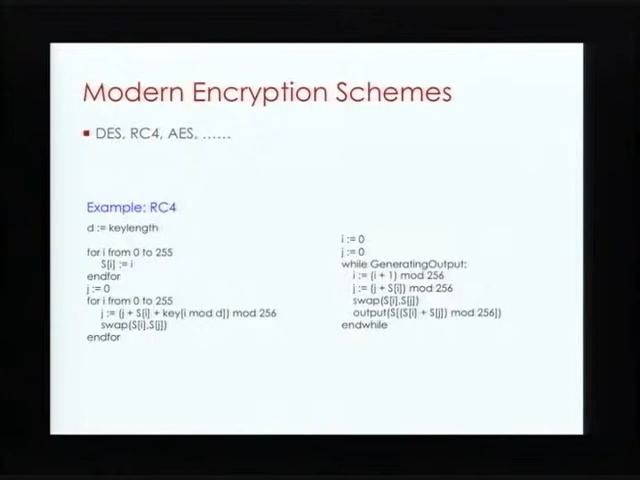 Modern Encryption Schemes
▪ DES, RC4, AES, ......
Example: RC4
d := keylength
for i from 0 to 255
S[i] := i
endfor
j := 0
for i from 0 to 255
j := (j + S[i] + key[i mod d]) mod 256
swap(S[i],S[j])
endfor
i := 0
j := 0
while GeneratingOutput:
i := (i + 1) mod 256
j := (j + S[i]) mod 256
swap(S[i],S[j])
output(S[(S[i] + S[j]) mod 256])
endwhile